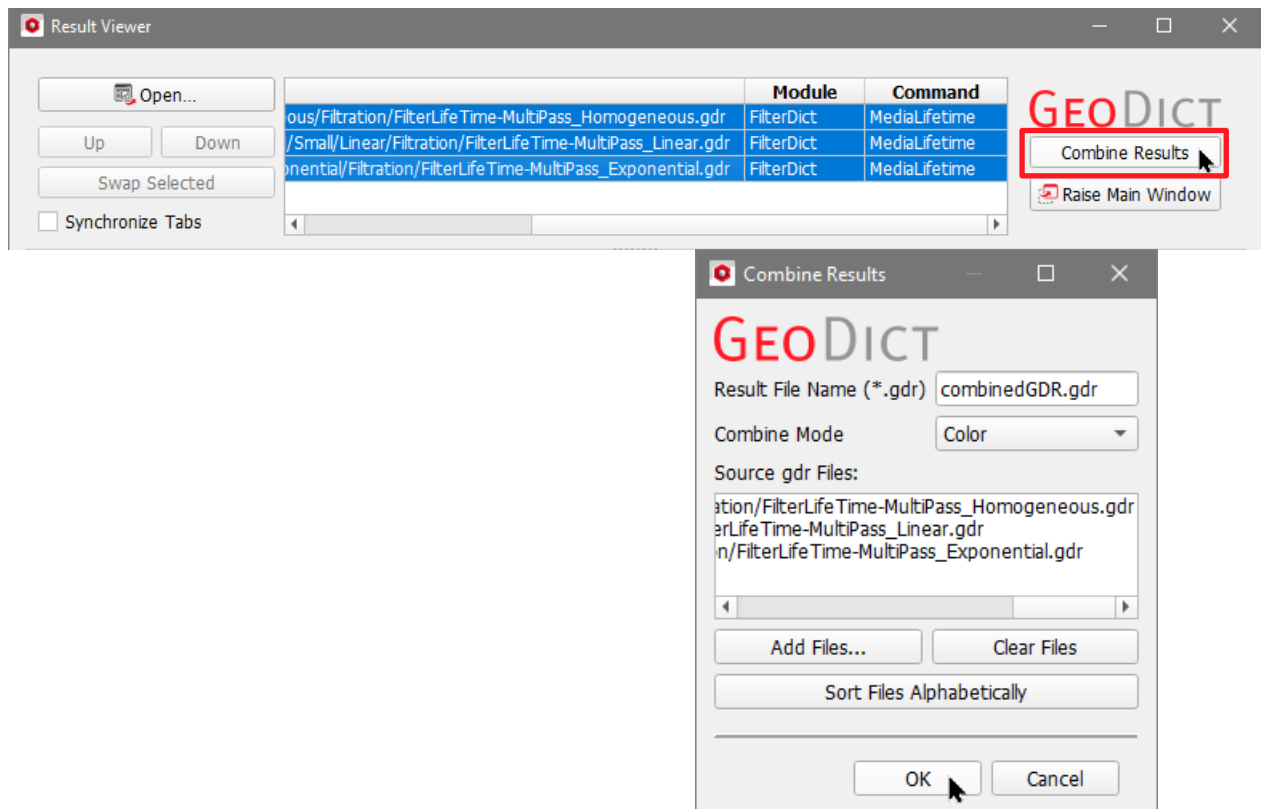 Result Viewer
Open...
Module Command
ous/Filtration/FilterLifeTime-MultiPass_Homogeneous.gdr FilterDict MediaLifetime
GEODICT
Up Down
/Small/Linear/Filtration/FilterLifeTime-MultiPass_Linear.gdr FilterDict MediaLifetime
Combine Results
onential/Filtration/FilterLifeTime-MultiPass_Exponential.gdr FilterDict MediaLifetime
Swap Selected
Raise Main Window
Synchronize Tabs
Combine Results
GEODICT
Result File Name (*.gdr) combinedGDR.gdr
Combine Mode Color
Source gdr Files:
ation/FilterLifeTime-MultiPass_Homogeneous.gdr
erLifeTime-MultiPass_Linear.gdr
n/FilterLifeTime-MultiPass_Exponential.gdr
Add Files... Clear Files
Sort Files Alphabetically
OK Cancel